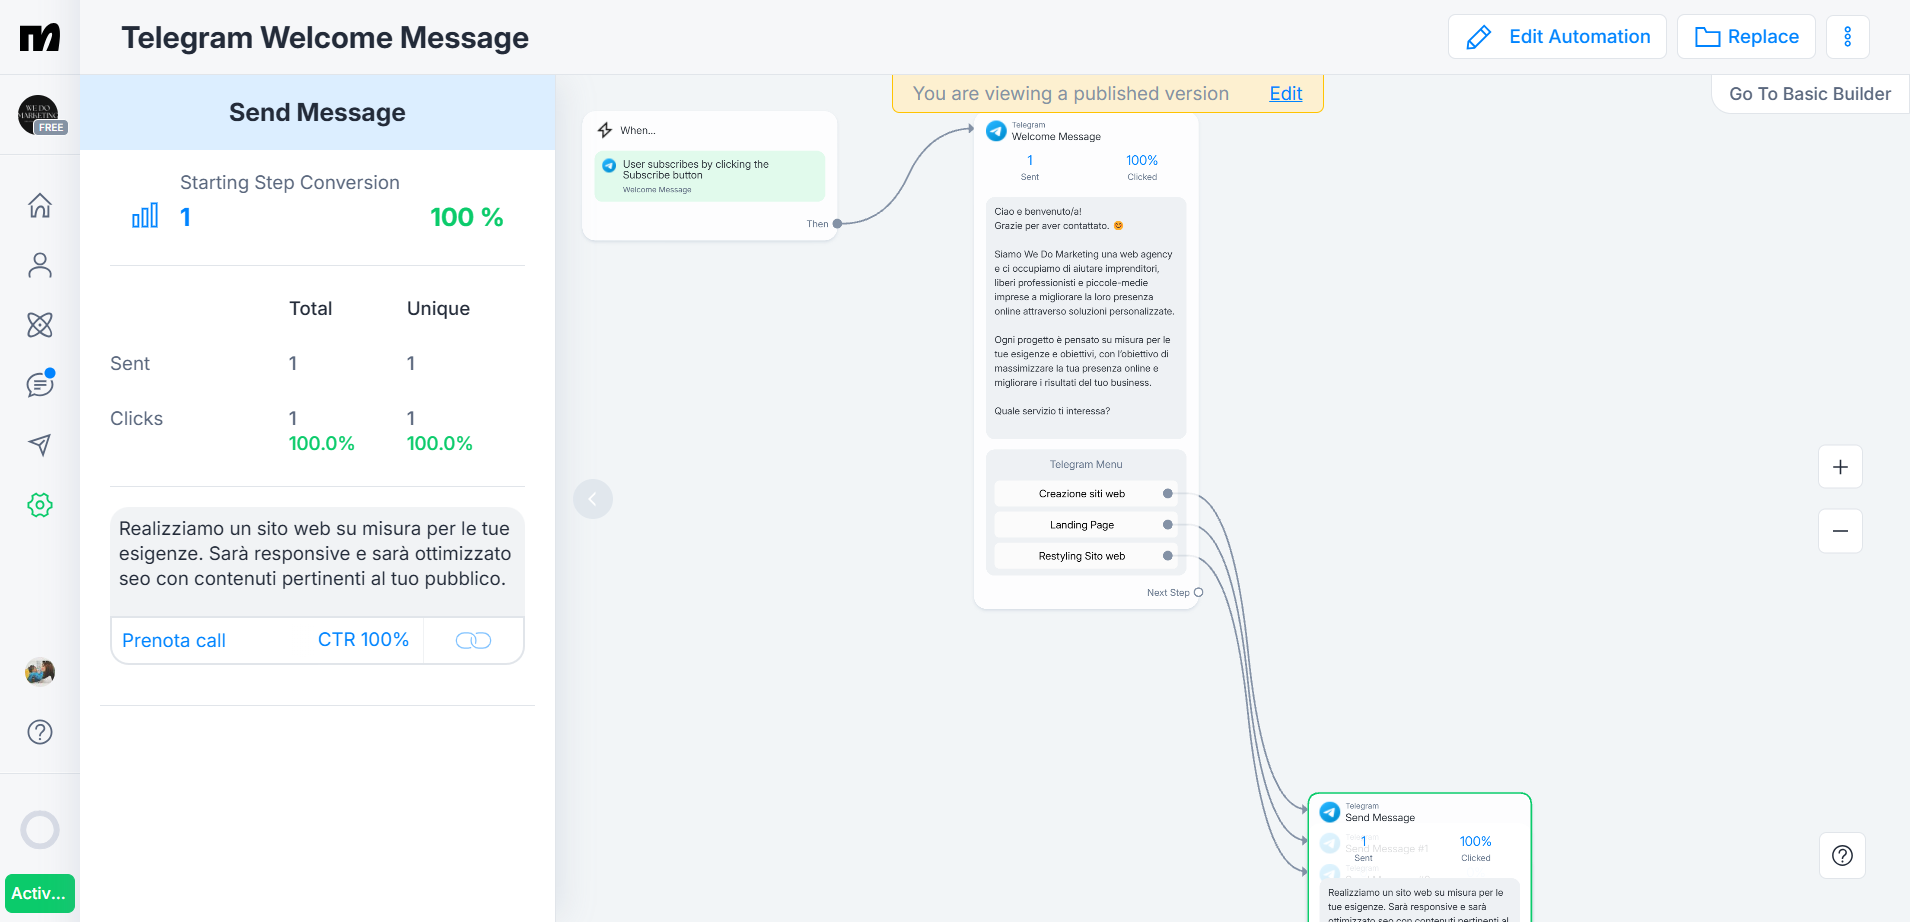 Telegram Welcome Message
Edit Automation
Replace
WE DO
MARKETING
FREE
Activ...
Send Message
Starting Step Conversion
1
100 %
Total Unique
Sent 1 1
Clicks 1 1
100.0% 100.0%
Realizziamo un sito web su misura per le tue
esigenze. Sarà responsive e sarà ottimizzato
seo con contenuti pertinenti al tuo pubblico.
Prenota call CTR 100%
You are viewing a published version Edit
Go To Basic Builder
When...
User subscribes by clicking the
Subscribe button
Welcome Message
Then
Telegram
Welcome Message
1 100%
Sent Clicked
Ciao e benvenuto/a!
Grazie per aver contattato. 😊
Siamo We Do Marketing una web agency
e ci occupiamo di aiutare imprenditori,
liberi professionisti e piccole-medie
imprese a migliorare la loro presenza
online attraverso soluzioni personalizzate.
Ogni progetto è pensato su misura per le
tue esigenze e obiettivi, con l'obiettivo di
massimizzare la tua presenza online e
migliorare i risultati del tuo business.
Quale servizio ti interessa?
Telegram Menu
Creazione siti web
Landing Page
Restyling Sito web
Next Step
Telegram
Send Message
Telegram
Send Message #1
1 100%
Sent Clicked
Realizziamo un sito web su misura per le
tue esigenze. Sarà responsive e sarà
ottimizzato seo con contenuti pertinenti al